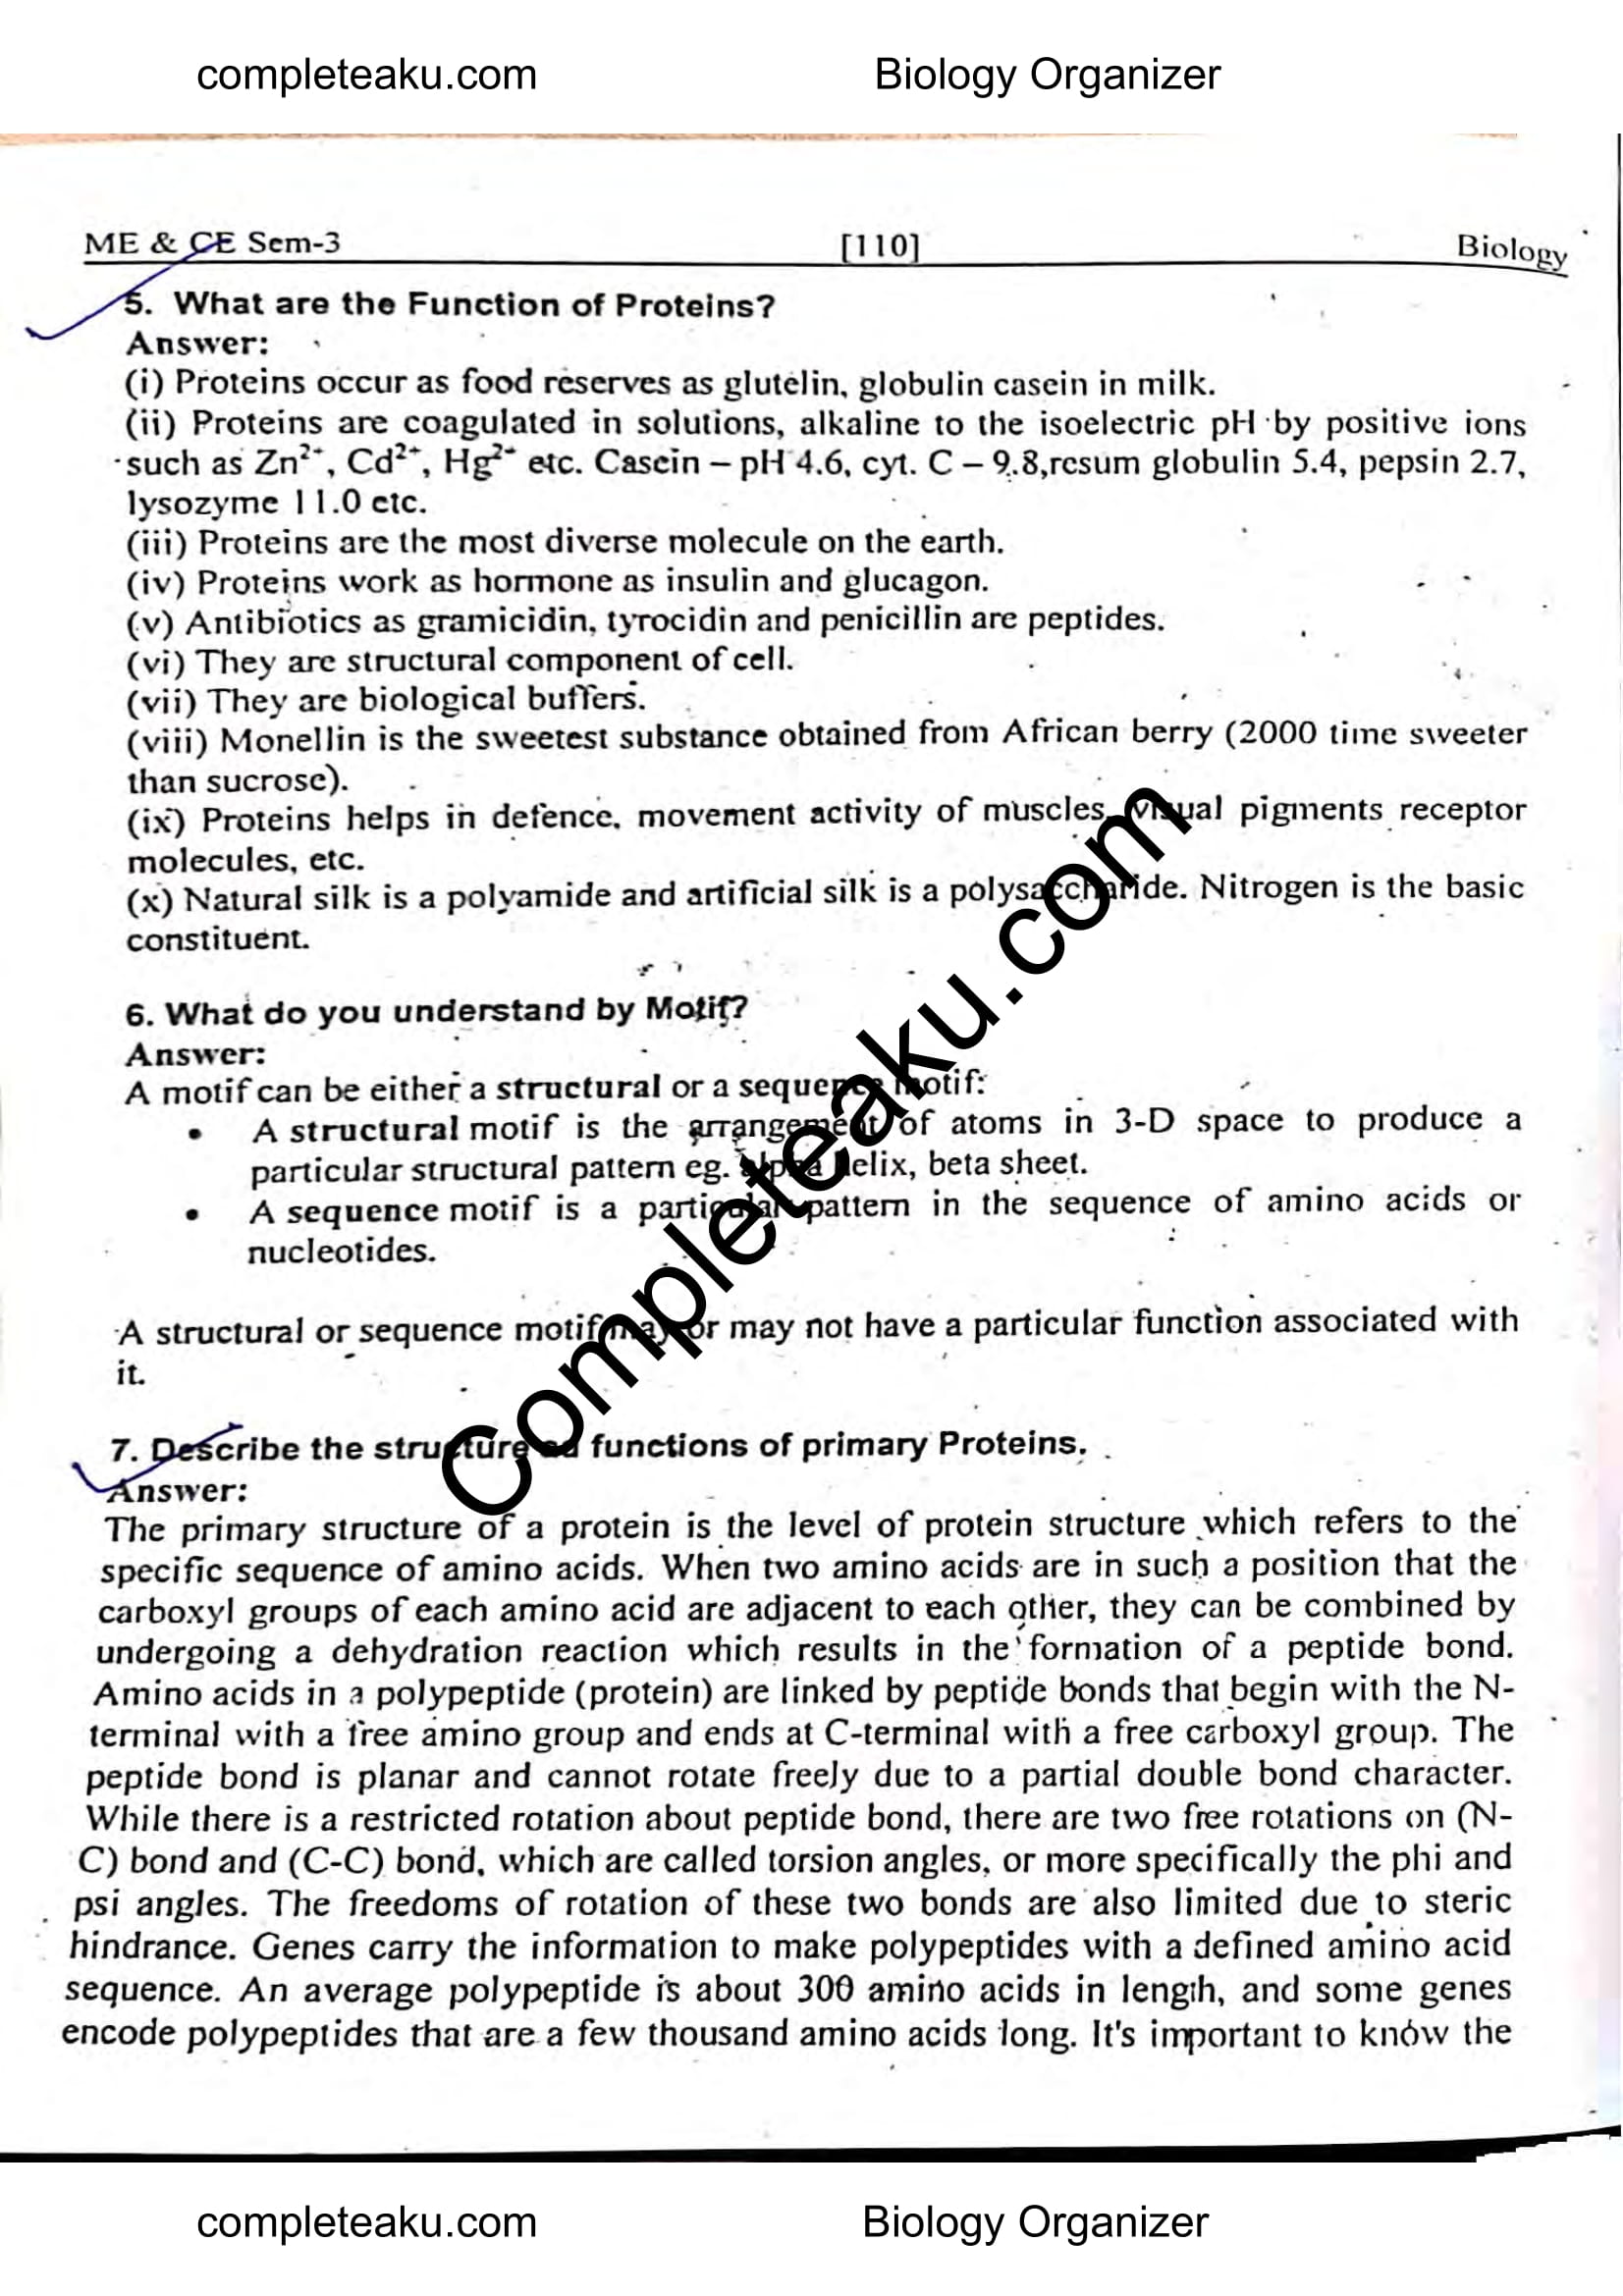 completeaku.com Biology Organizer
ME & CE Sem-3 [110] Biology
5. What are the Function of Proteins?
Answer:
(i) Proteins occur as food reserves as glutelin, globulin casein in milk.
(ii) Proteins are coagulated in solutions, alkaline to the isoelectric pH by positive ions
such as Zn²⁺, Cd²⁺, Hg²⁺ etc. Casein – pH 4.6, cyt. C – 9.8,resum globulin 5.4, pepsin 2.7,
lysozyme 11.0 etc.
(iii) Proteins are the most diverse molecule on the earth.
(iv) Proteins work as hormone as insulin and glucagon.
(v) Antibiotics as gramicidin, tyrocidin and penicillin are peptides.
(vi) They are structural component of cell.
(vii) They are biological buffers.
(viii) Monellin is the sweetest substance obtained from African berry (2000 time sweeter
than sucrose).
(ix) Proteins helps in defence, movement activity of muscles, visual pigments receptor
molecules, etc.
(x) Natural silk is a polyamide and artificial silk is a polysaccharide. Nitrogen is the basic
constituent.
6. What do you understand by Motif?
Answer:
A motif can be either a structural or a sequence motif:
• A structural motif is the arrangement of atoms in 3-D space to produce a
particular structural pattern eg. alpha helix, beta sheet.
• A sequence motif is a particular pattern in the sequence of amino acids or
nucleotides.
A structural or sequence motif may or may not have a particular function associated with
it.
7. Describe the structure ad functions of primary Proteins.
Answer:
The primary structure of a protein is the level of protein structure which refers to the
specific sequence of amino acids. When two amino acids are in such a position that the
carboxyl groups of each amino acid are adjacent to each other, they can be combined by
undergoing a dehydration reaction which results in the formation of a peptide bond.
Amino acids in a polypeptide (protein) are linked by peptide bonds that begin with the N-
terminal with a free amino group and ends at C-terminal with a free carboxyl group. The
peptide bond is planar and cannot rotate freely due to a partial double bond character.
While there is a restricted rotation about peptide bond, there are two free rotations on (N-
C) bond and (C-C) bond, which are called torsion angles, or more specifically the phi and
psi angles. The freedoms of rotation of these two bonds are also limited due to steric
hindrance. Genes carry the information to make polypeptides with a defined amino acid
sequence. An average polypeptide is about 300 amino acids in length, and some genes
encode polypeptides that are a few thousand amino acids long. It's important to know the
Completeaku.com
completeaku.com Biology Organizer